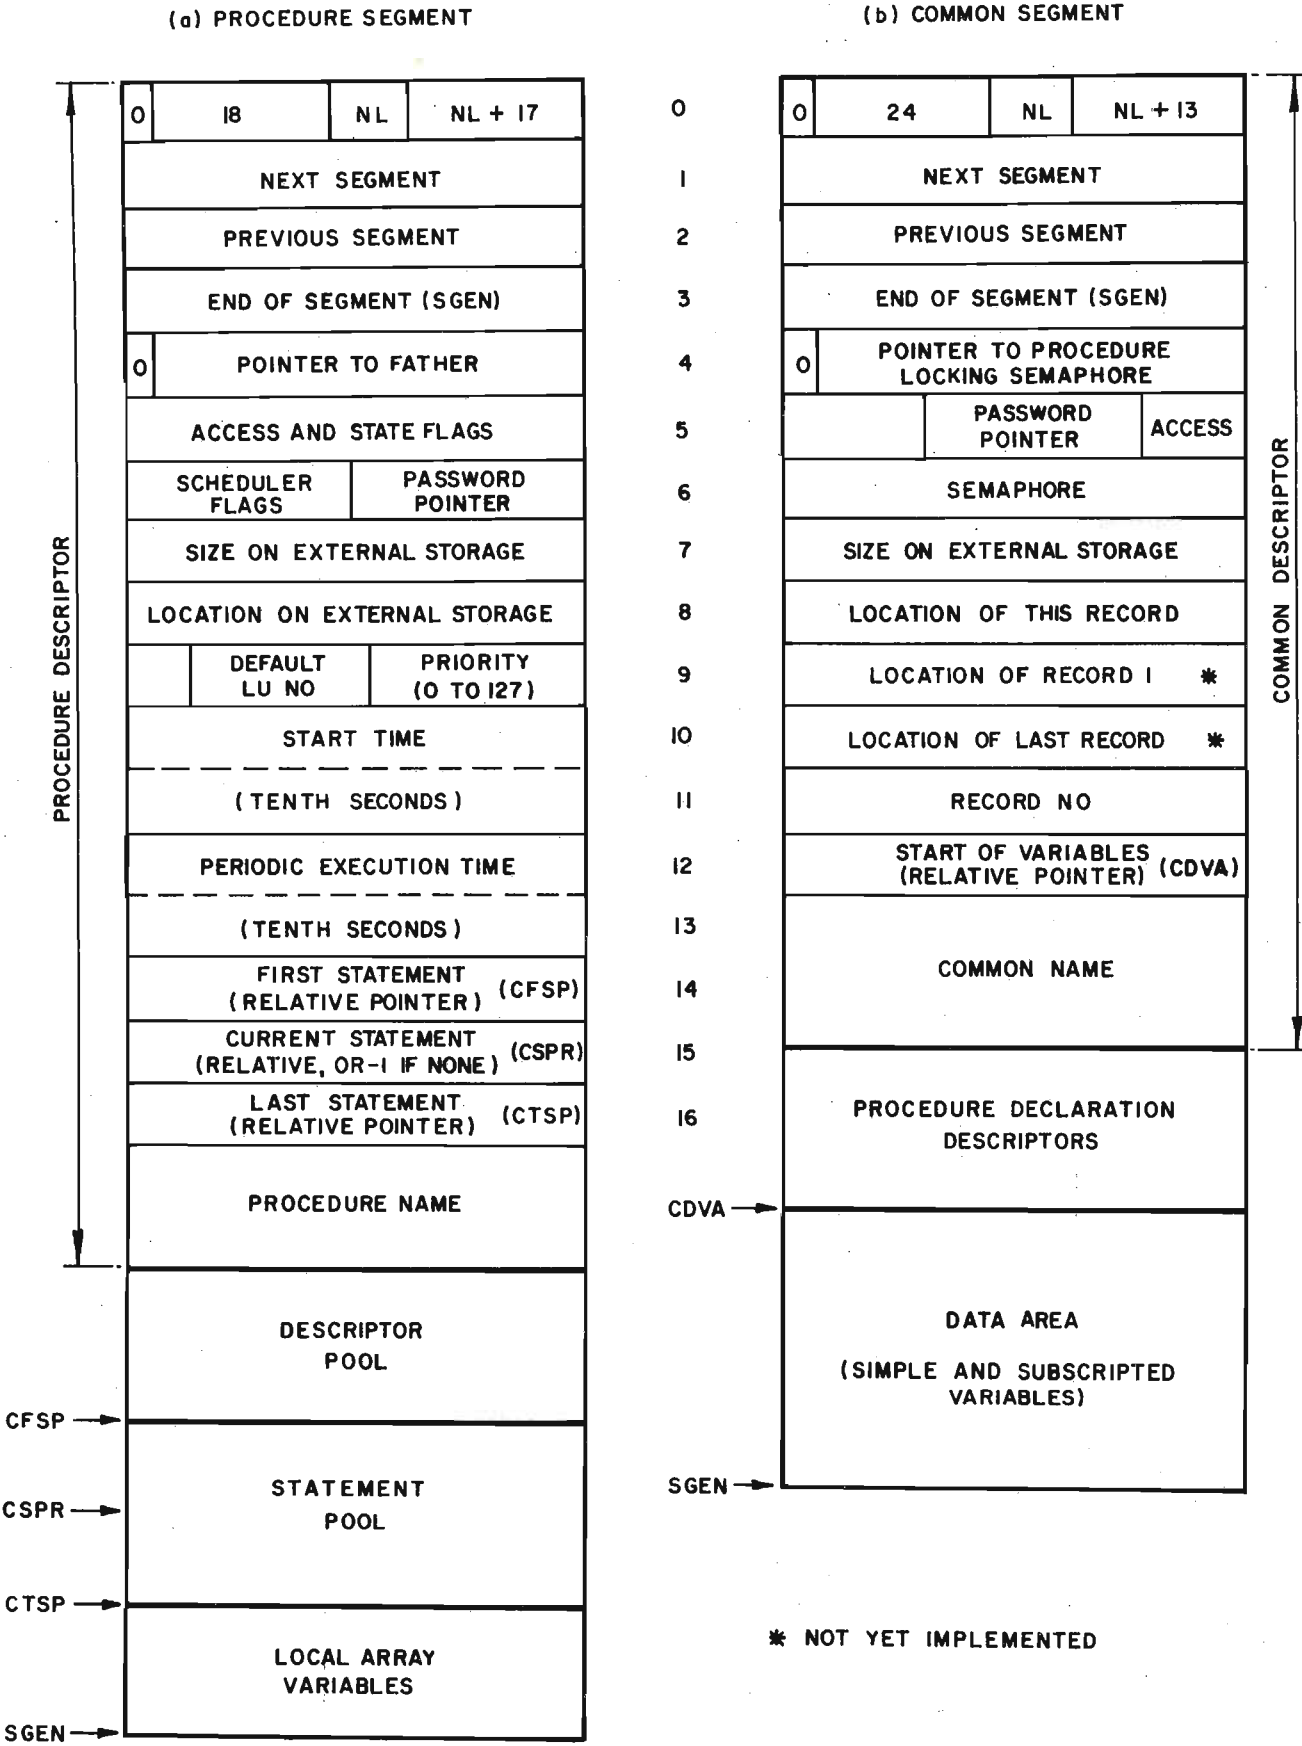 (a) PROCEDURE SEGMENT
0 18 NL NL + 17
NEXT SEGMENT
PREVIOUS SEGMENT
END OF SEGMENT (SGEN)
0 POINTER TO FATHER
ACCESS AND STATE FLAGS
SCHEDULER
FLAGS
PASSWORD
POINTER
SIZE ON EXTERNAL STORAGE
LOCATION ON EXTERNAL STORAGE
DEFAULT
LU NO
PRIORITY
(0 TO 127)
START TIME
(TENTH SECONDS)
PERIODIC EXECUTION TIME
(TENTH SECONDS)
FIRST STATEMENT
(RELATIVE POINTER) (CFSP)
CURRENT STATEMENT
(RELATIVE, OR-1 IF NONE) (CSPR)
LAST STATEMENT
(RELATIVE POINTER) (CTSP)
PROCEDURE NAME
DESCRIPTOR
POOL
STATEMENT
POOL
LOCAL ARRAY
VARIABLES
PROCEDURE DESCRIPTOR
CFSP
CSPR
CTSP
SGEN
0
1
2
3
4
5
6
7
8
9
10
11
12
13
14
15
16
(b) COMMON SEGMENT
0 24 NL NL + 13
NEXT SEGMENT
PREVIOUS SEGMENT
END OF SEGMENT (SGEN)
0 POINTER TO PROCEDURE
LOCKING SEMAPHORE
PASSWORD
POINTER
ACCESS
SEMAPHORE
SIZE ON EXTERNAL STORAGE
LOCATION OF THIS RECORD
LOCATION OF RECORD 1 *
LOCATION OF LAST RECORD *
RECORD NO
START OF VARIABLES
(RELATIVE POINTER) (CDVA)
COMMON NAME
PROCEDURE DECLARATION
DESCRIPTORS
DATA AREA
(SIMPLE AND SUBSCRIPTED
VARIABLES)
COMMON DESCRIPTOR
CDVA
SGEN
* NOT YET IMPLEMENTED